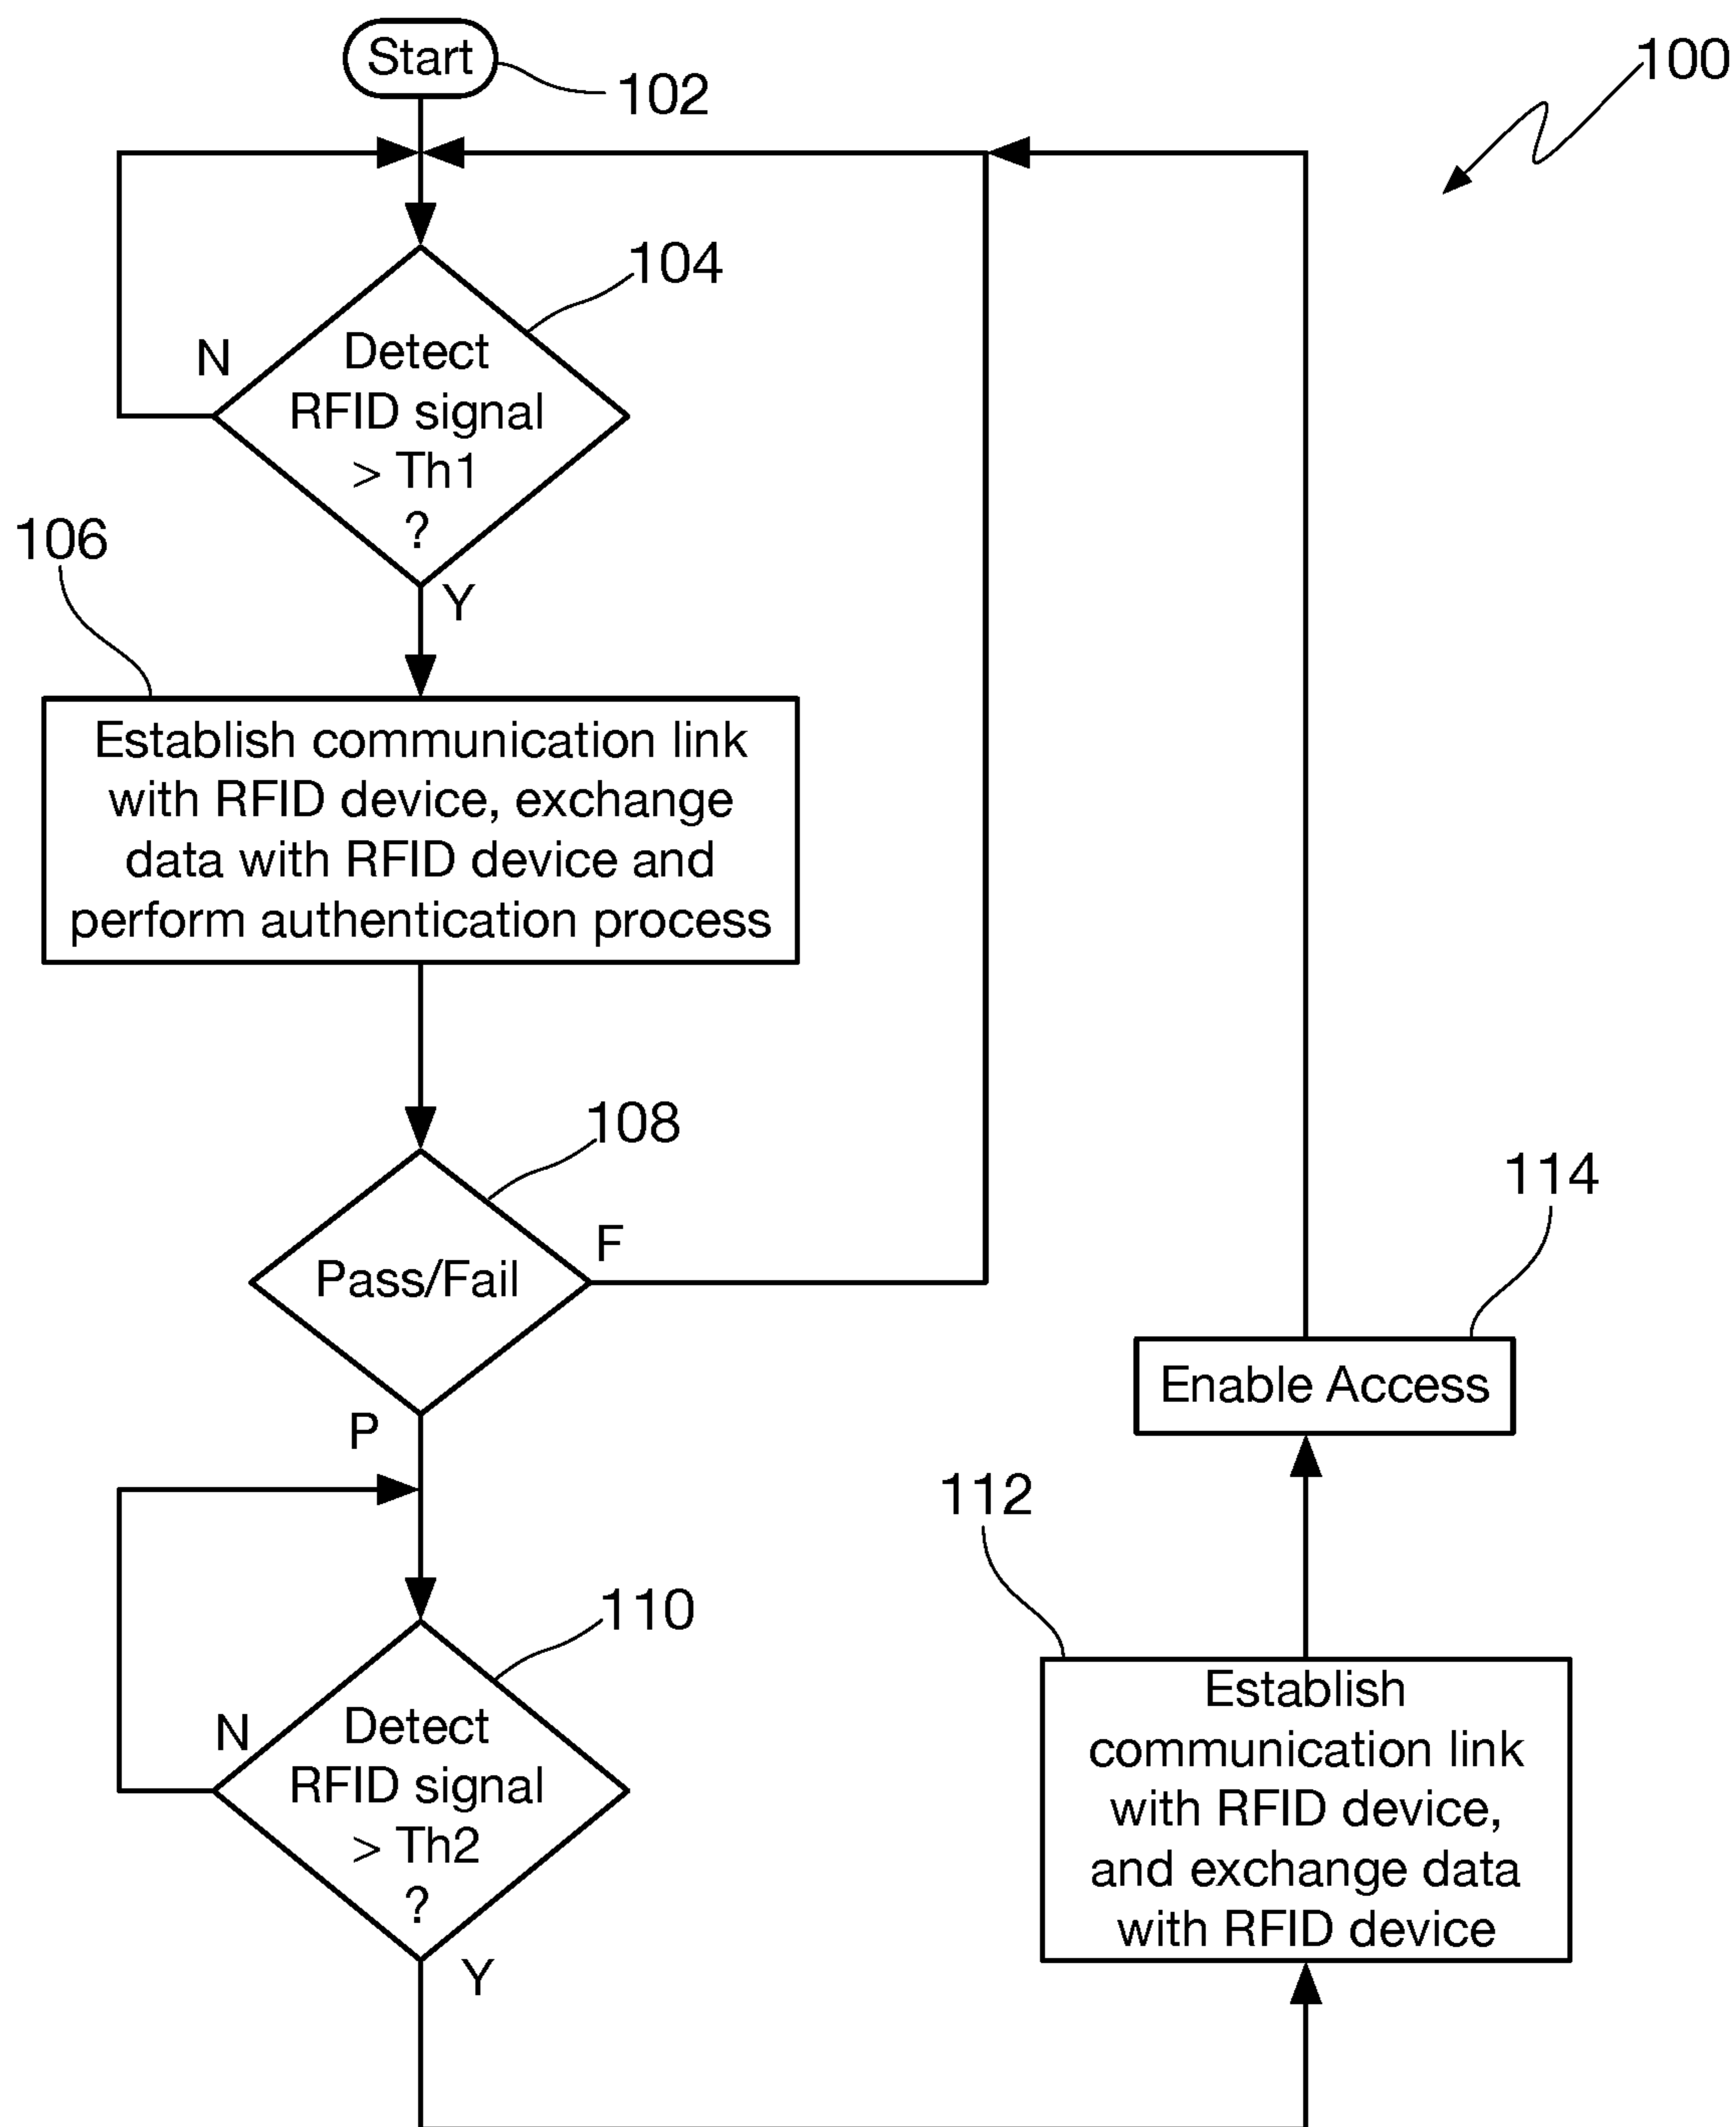 Start
102
100
104
N
Detect
RFID signal
> Th1
?
Y
106
Establish communication link
with RFID device, exchange
data with RFID device and
perform authentication process
108
Pass/Fail
F
P
110
N
Detect
RFID signal
> Th2
?
Y
112
Establish
communication link
with RFID device,
and exchange data
with RFID device
114
Enable Access